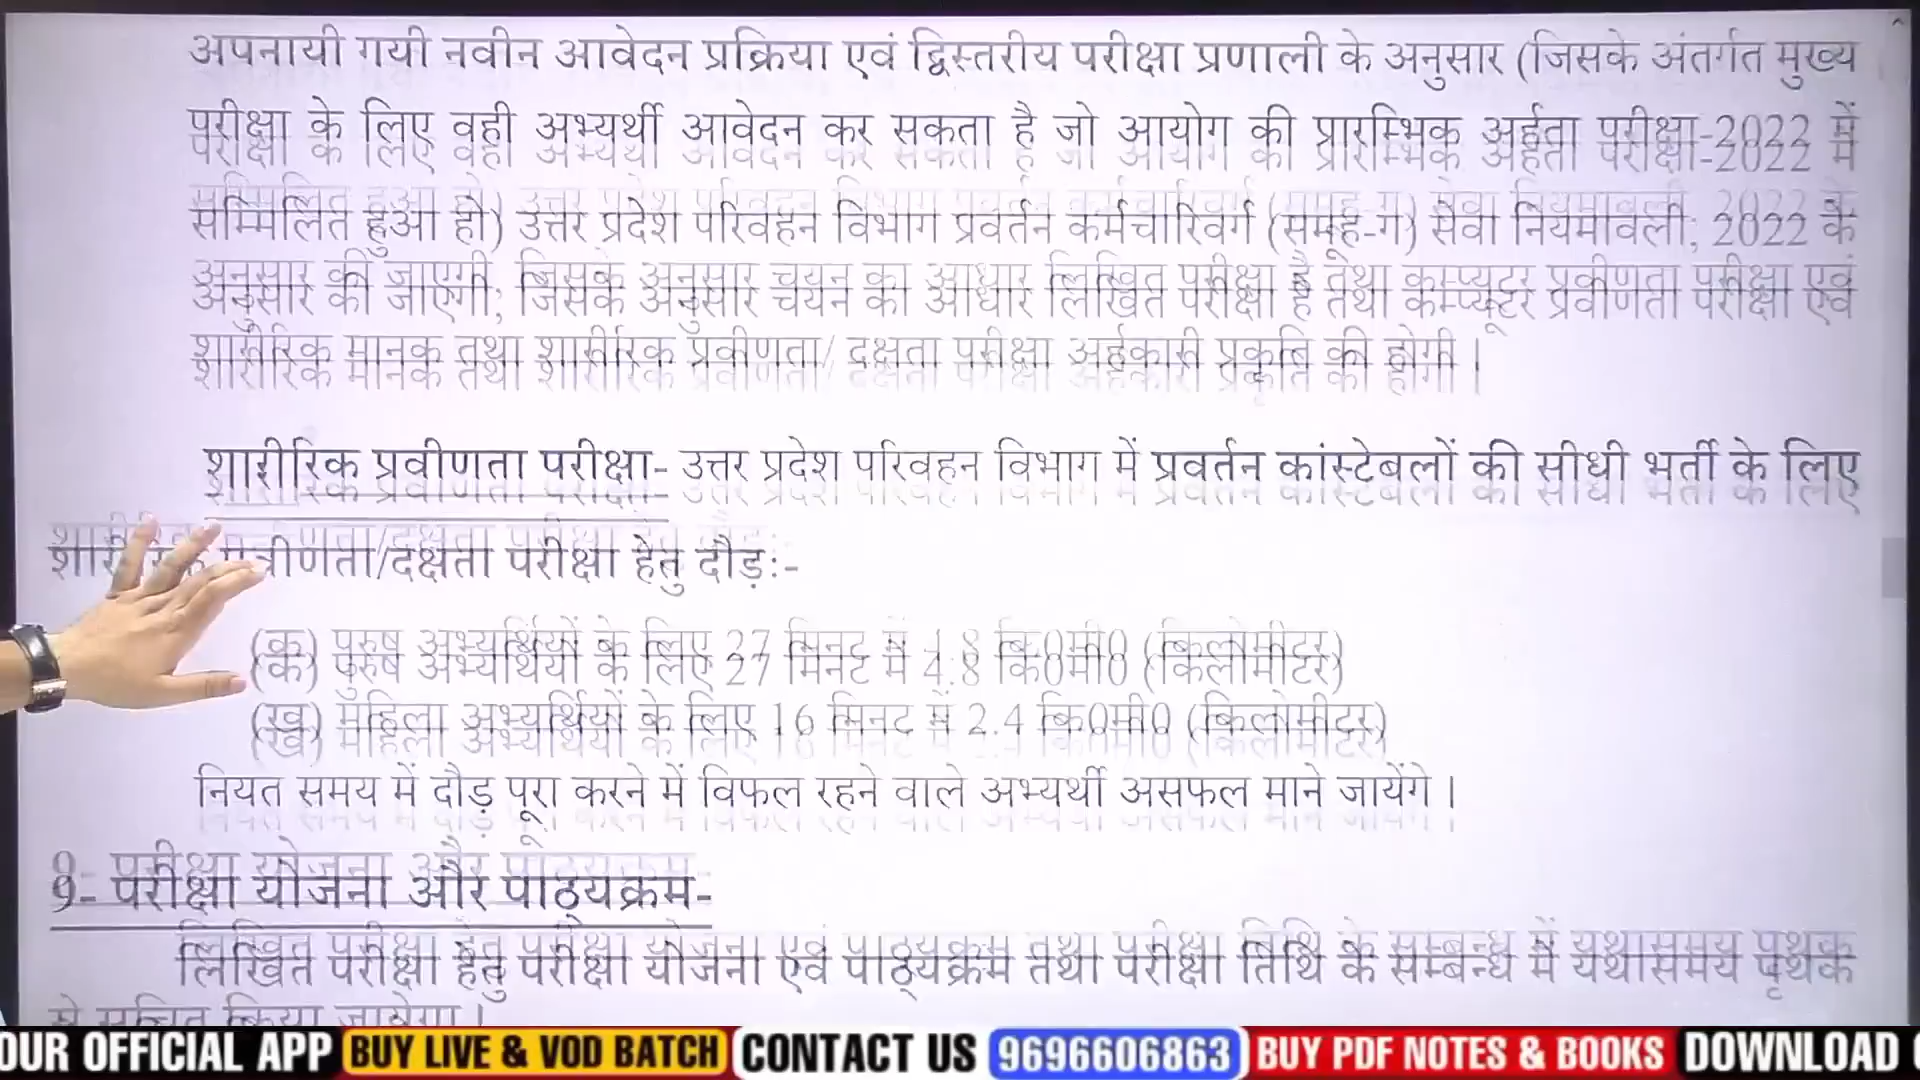 अपनायी गयी नवीन आवेदन प्रक्रिया एवं द्विस्तरीय परीक्षा प्रणाली के अनुसार (जिसके अंतर्गत मुख्य
परीक्षा के लिए वही अभ्यर्थी आवेदन कर सकता है जो आयोग की प्रारम्भिक अर्हता परीक्षा-2022 में
सम्मिलित हुआ हो) उत्तर प्रदेश परिवहन विभाग प्रवर्तन कर्मचारिवर्ग (समूह-ग) सेवा नियमावली, 2022 के
अनुसार की जाएगी, जिसके अनुसार चयन का आधार लिखित परीक्षा है तथा कम्प्यूटर प्रवीणता परीक्षा एवं
शारीरिक मानक तथा शारीरिक प्रवीणता/ दक्षता परीक्षा अर्हकारी प्रकृति की होगी।
शारीरिक प्रवीणता परीक्षा- उत्तर प्रदेश परिवहन विभाग में प्रवर्तन कांस्टेबलों की सीधी भर्ती के लिए
शारीरिक प्रवीणता/दक्षता परीक्षा हेतु दौड़:-
(क) पुरुष अभ्यर्थियों के लिए 27 मिनट में 4.8 कि0मी0 (किलोमीटर)
(ख) महिला अभ्यर्थियों के लिए 16 मिनट में 2.4 कि0मी0 (किलोमीटर)
नियत समय में दौड़ पूरा करने में विफल रहने वाले अभ्यर्थी असफल माने जायेंगे।
9- परीक्षा योजना और पाठ्यक्रम-
लिखित परीक्षा हेतु परीक्षा योजना एवं पाठ्यक्रम तथा परीक्षा तिथि के सम्बन्ध में यथासमय पृथक
से सूचित किया जायेगा।
OUR OFFICIAL APP BUY LIVE & VOD BATCH CONTACT US 9696606863 BUY PDF NOTES & BOOKS DOWNLOAD